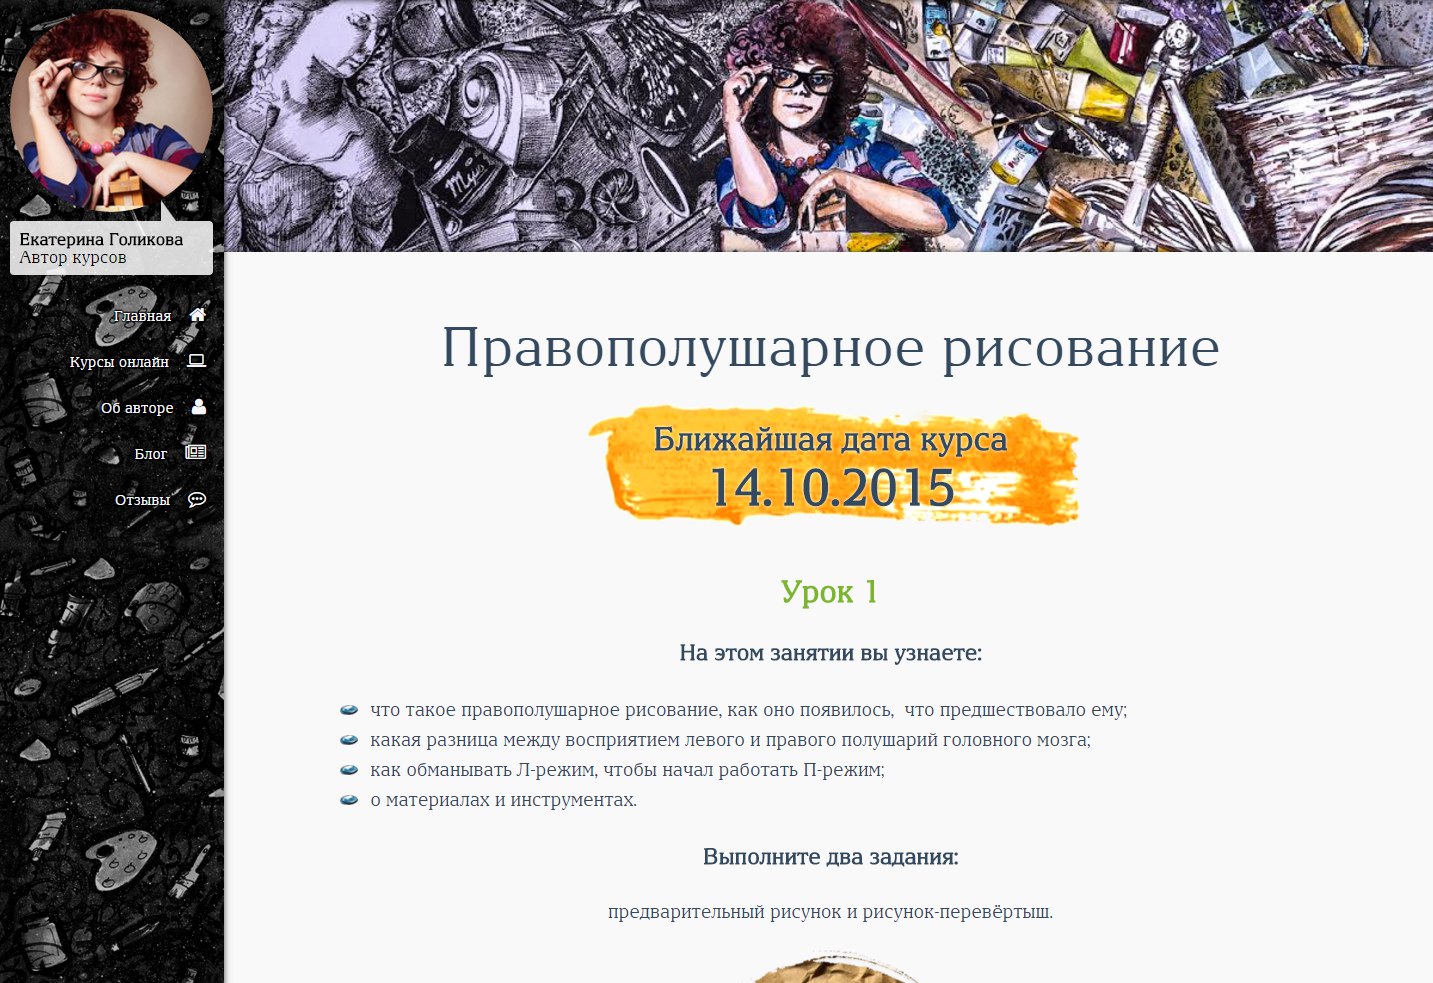 Екатерина Голикова
Автор курсов
Главная
Курсы онлайн
Об авторе
Блог
Отзывы
Правополушарное рисование
Ближайшая дата курса
14.10.2015
Урок 1
На этом занятии вы узнаете:
что такое правополушарное рисование, как оно появилось,  что предшествовало ему;
какая разница между восприятием левого и правого полушарий головного мозга;
как обманывать Л-режим, чтобы начал работать П-режим;
о материалах и инструментах.
Выполните два задания:
предварительный рисунок и рисунок-перевёртыш.